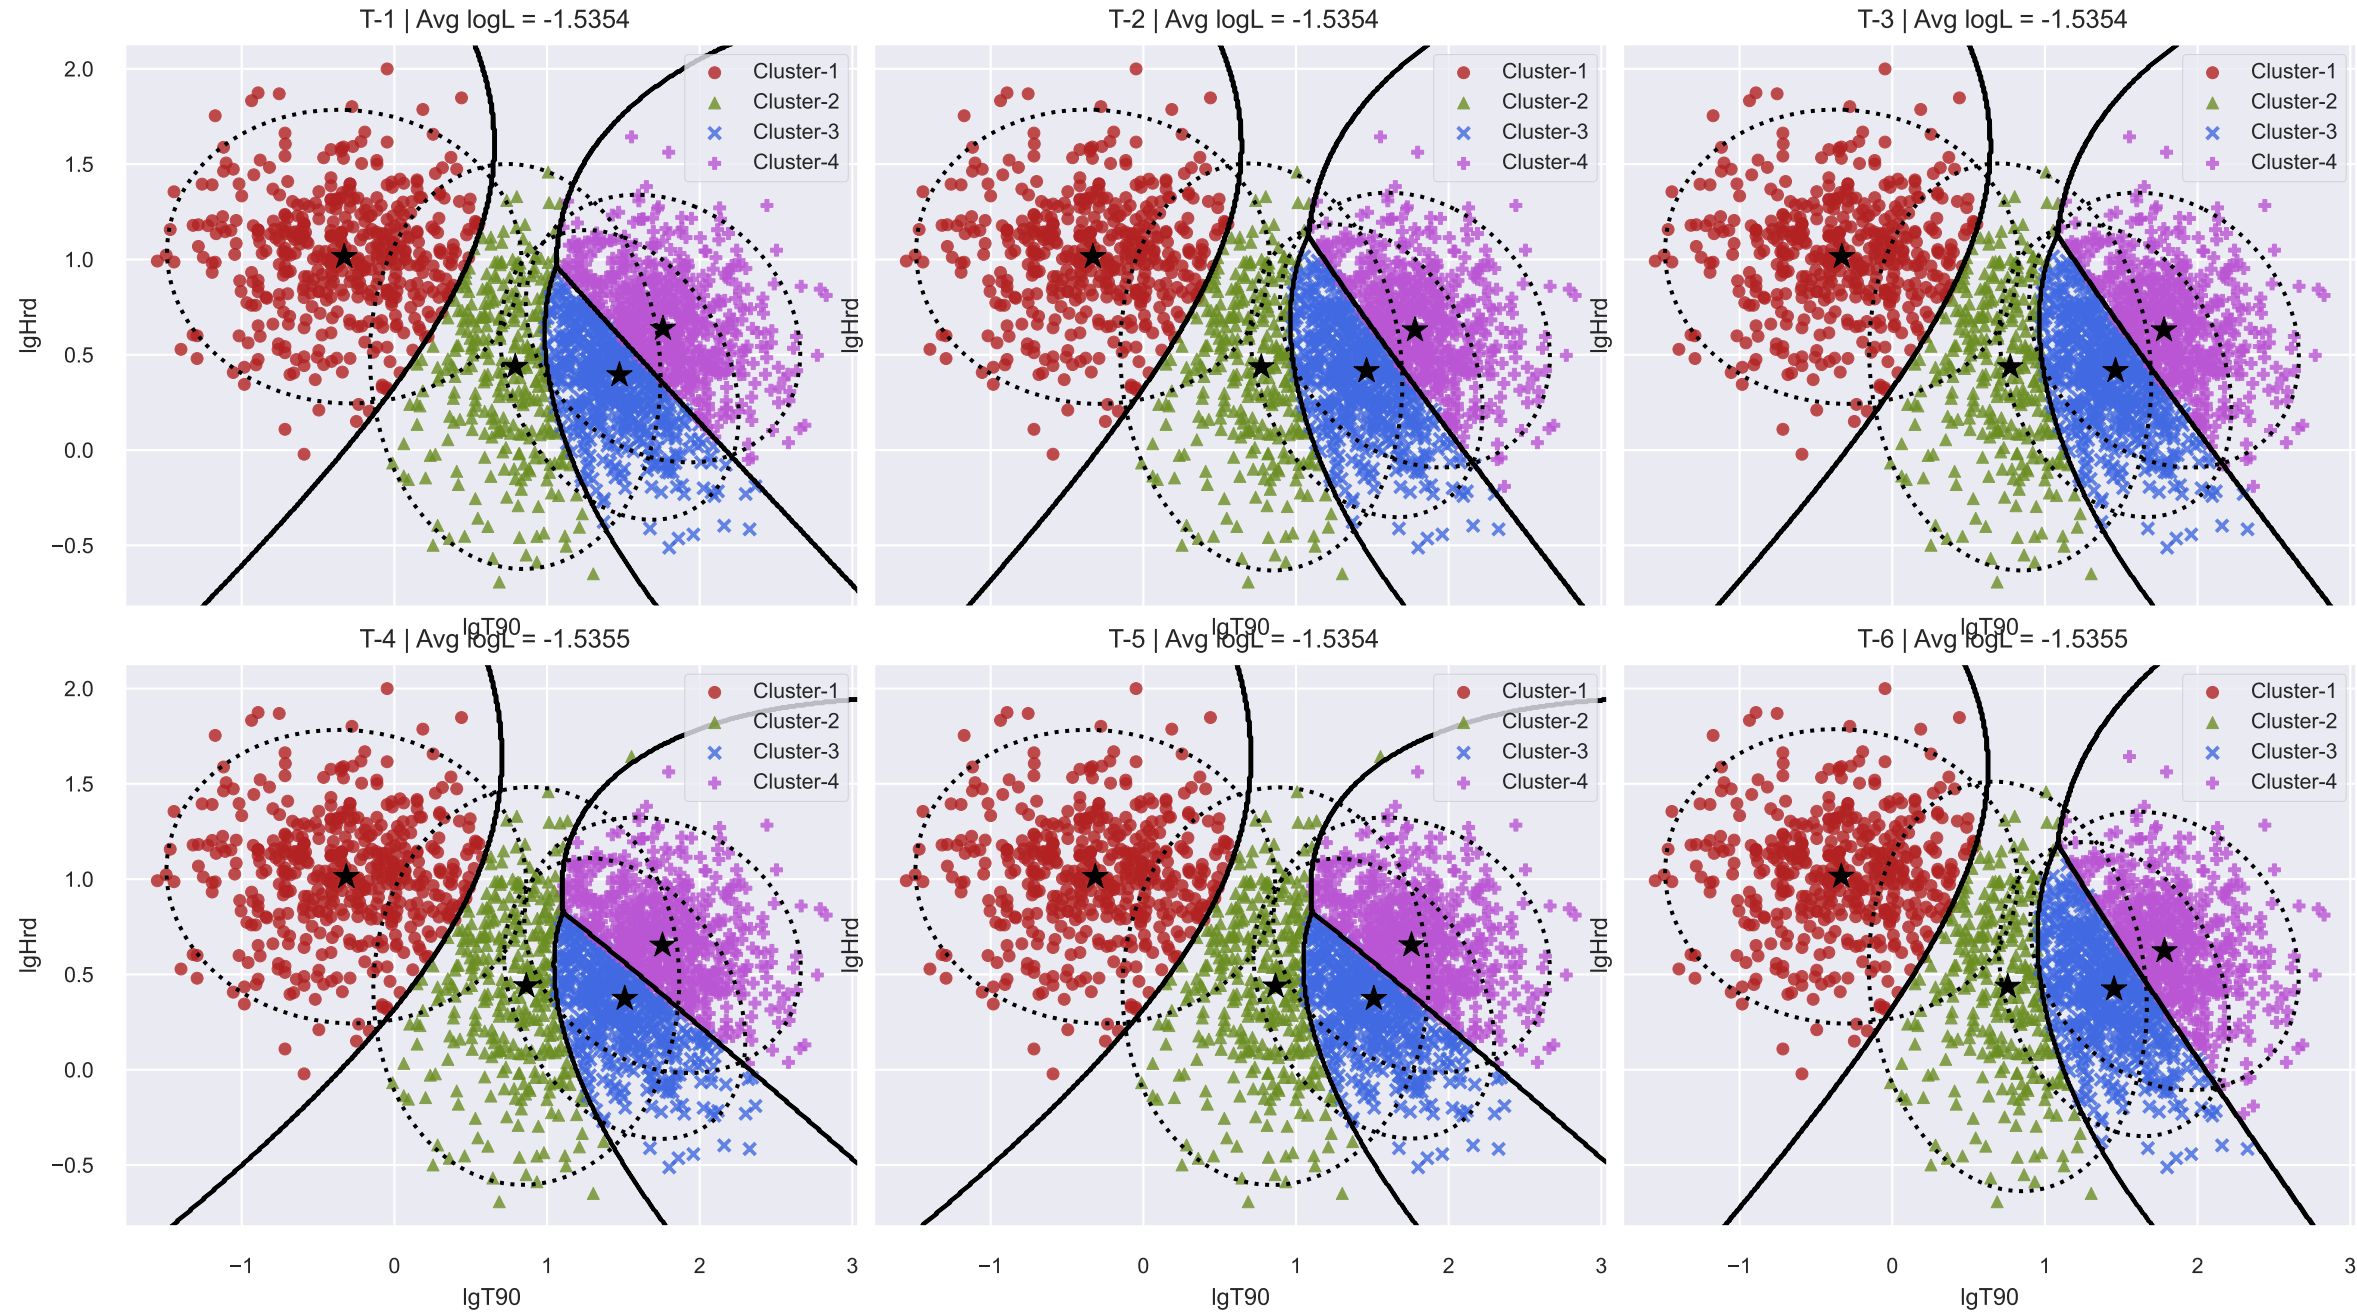 T-1 | Avg logL = -1.5354
T-2 | Avg logL = -1.5354
T-3 | Avg logL = -1.5354
Cluster-1
Cluster-2
Cluster-3
Cluster-4
Cluster-1
Cluster-2
Cluster-3
Cluster-4
Cluster-1
Cluster-2
Cluster-3
Cluster-4
2.0
1.5
1.0
0.5
0.0
−0.5
lgHrd
lgHrd
lgHrd
lgT90
lgT90
lgT90
T-4 | Avg logL = -1.5355
T-5 | Avg logL = -1.5354
T-6 | Avg logL = -1.5355
Cluster-1
Cluster-2
Cluster-3
Cluster-4
Cluster-1
Cluster-2
Cluster-3
Cluster-4
Cluster-1
Cluster-2
Cluster-3
Cluster-4
2.0
1.5
1.0
0.5
0.0
−0.5
lgHrd
lgHrd
lgHrd
−1 0 1 2 3
−1 0 1 2 3
−1 0 1 2 3
lgT90
lgT90
lgT90